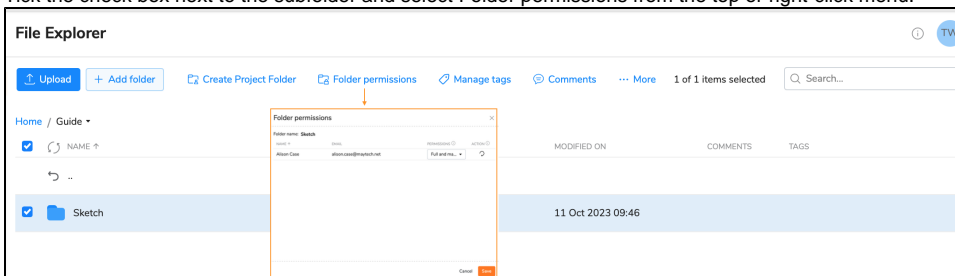 Tick the check box next to the subfolder and select Folder permissions from the top or right-click menu.
File Explorer
TW
Upload
+ Add folder
Create Project Folder
Folder permissions
Manage tags
Comments
··· More
1 of 1 items selected
Search...
Home / Guide
NAME ↑
MODIFIED ON
COMMENTS
TAGS
..
Sketch
11 Oct 2023 09:46
Folder permissions
Folder name: Sketch
NAME
EMAIL
PERMISSIONS
ACTION
Alison Case
alison.case@maytech.net
Full and ma...
Cancel
Save